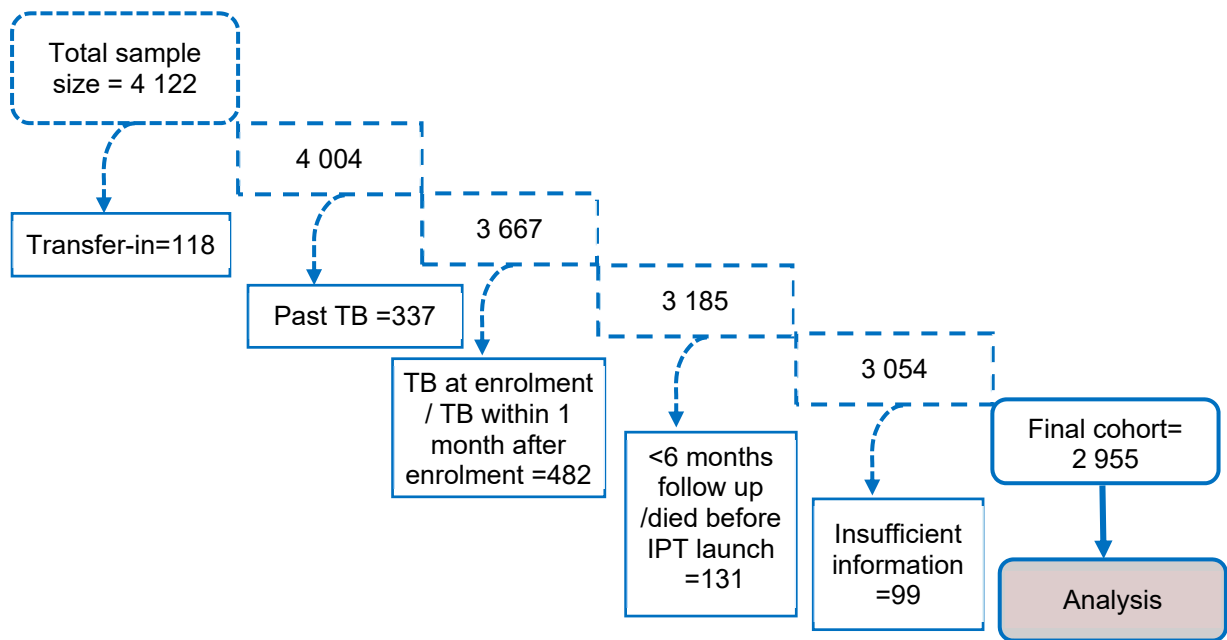 Total sample
size = 4 122
4 004
Transfer-in=118
3 667
Past TB =337
3 185
TB at enrolment
/ TB within 1
month after
enrolment =482
3 054
<6 months
follow up
/died before
IPT launch
=131
Final cohort=
2 955
Insufficient
information
=99
Analysis